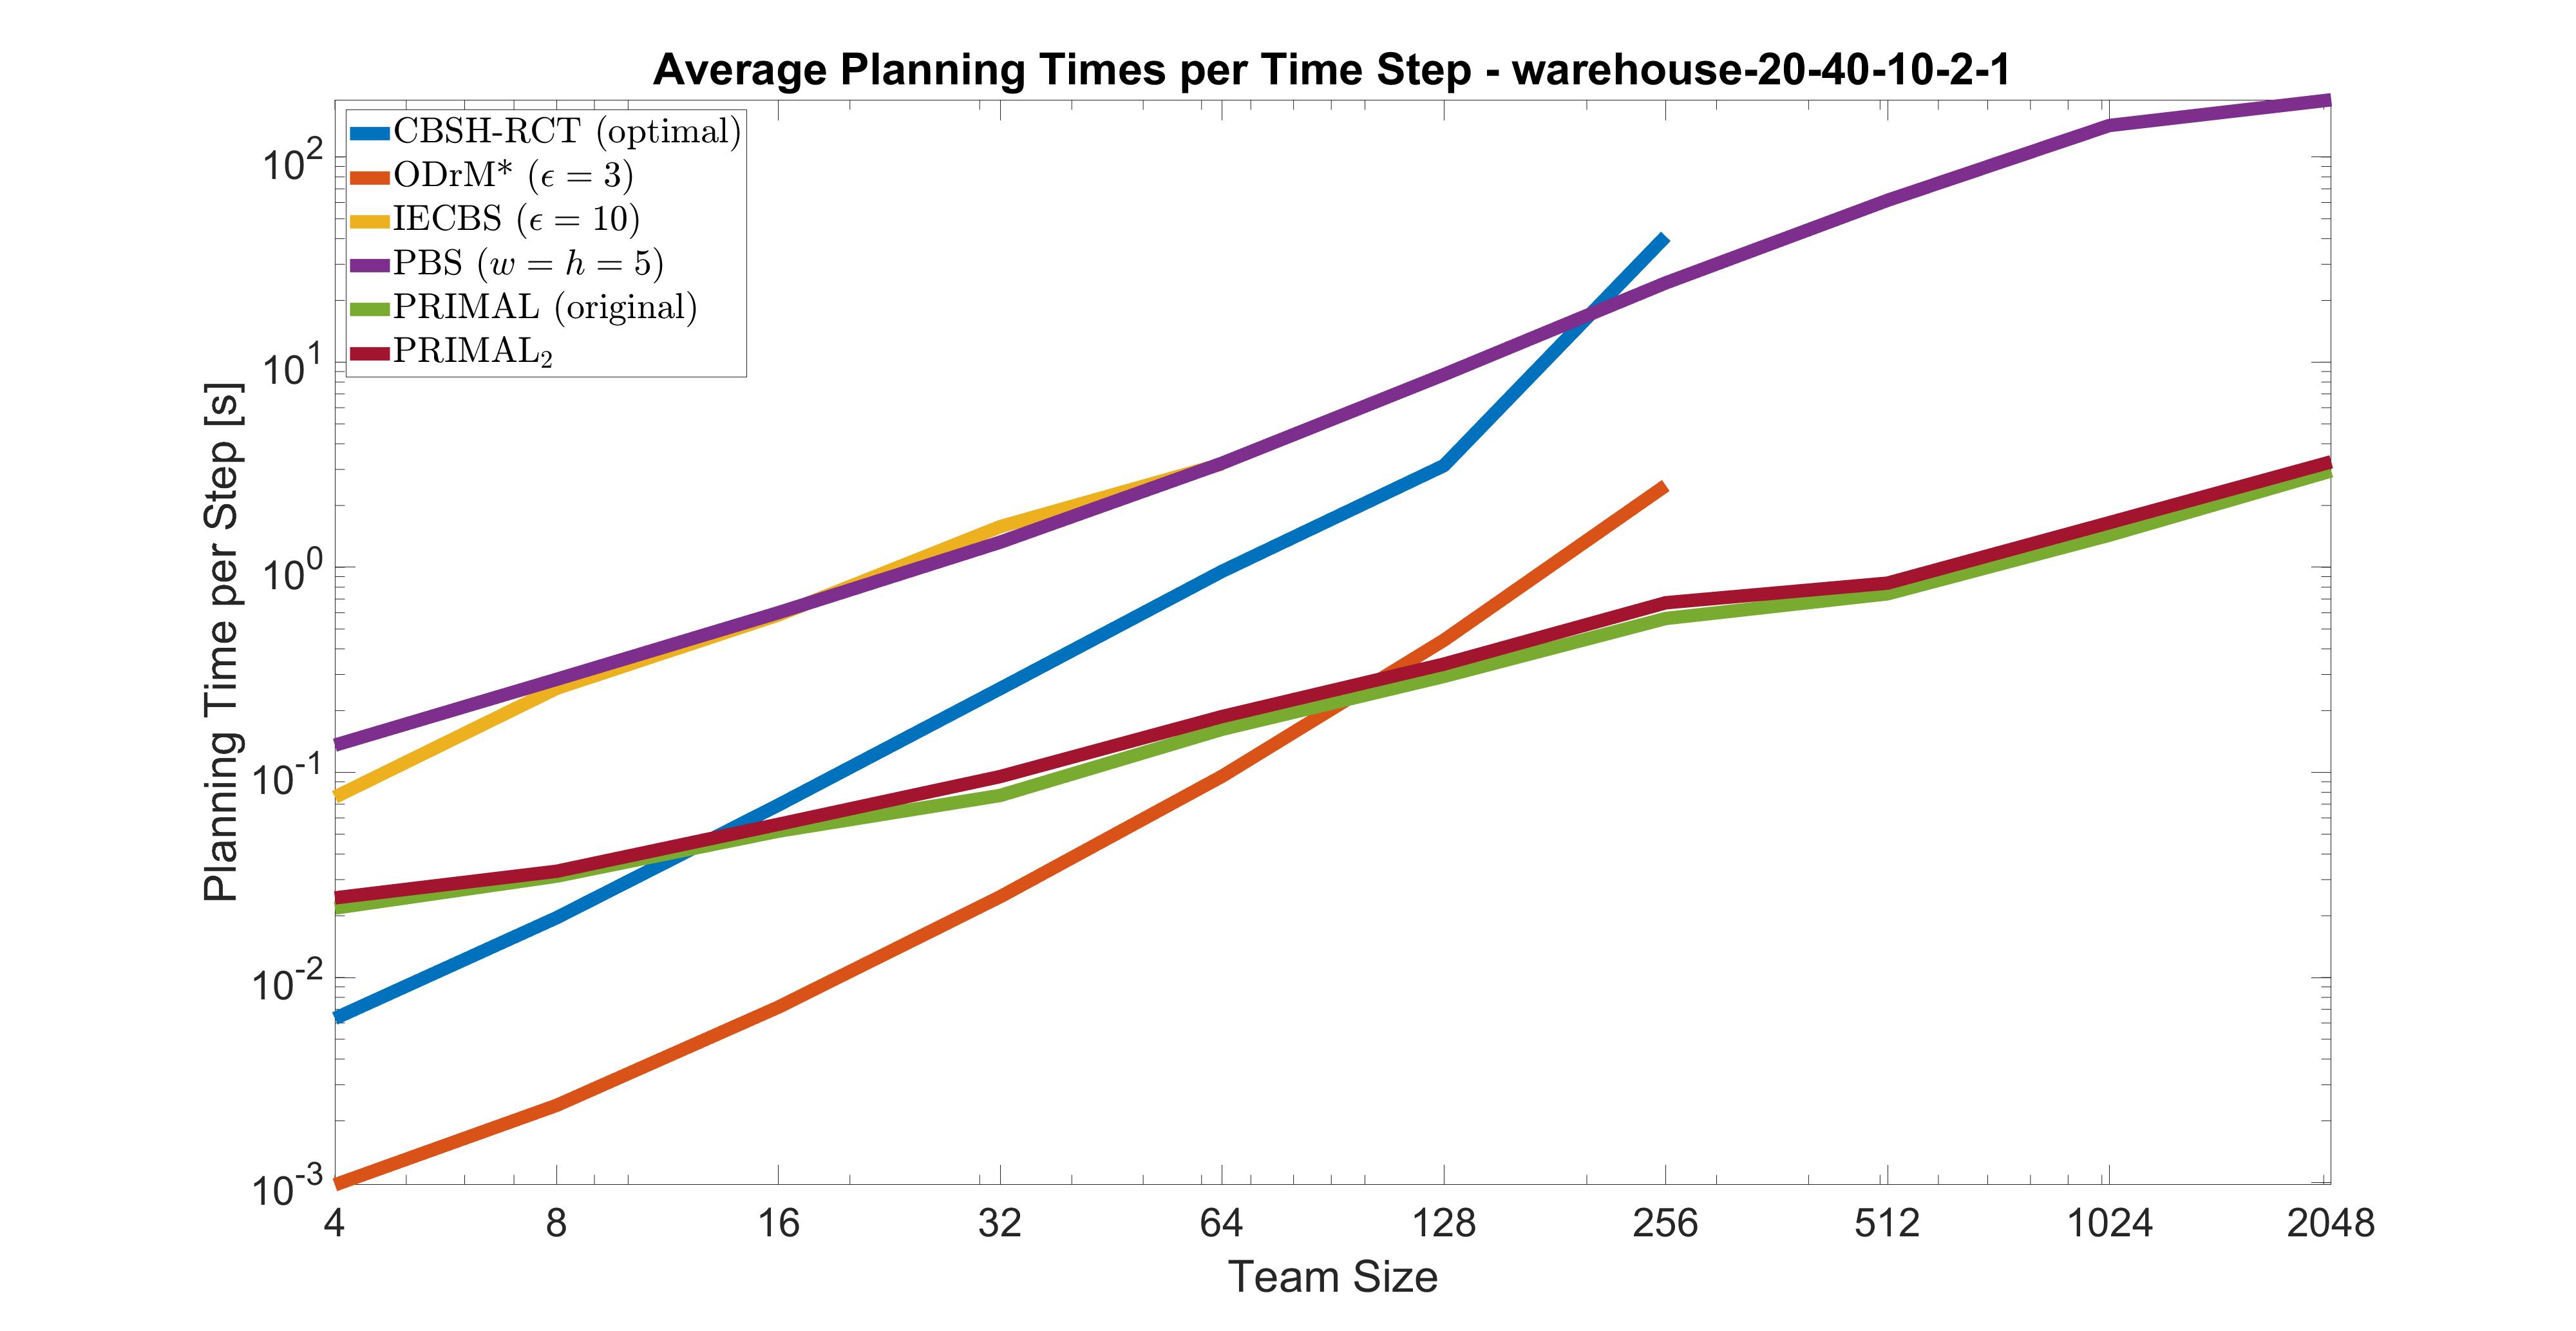 Average Planning Times per Time Step - warehouse-20-40-10-2-1
CBSH-RCT (optimal)
ODrM* (ϵ = 3)
IECBS (ϵ = 10)
PBS (w = h = 5)
PRIMAL (original)
PRIMAL₂
Planning Time per Step [s]
10²
10¹
10⁰
10⁻¹
10⁻²
10⁻³
4 8 16 32 64 128 256 512 1024 2048
Team Size